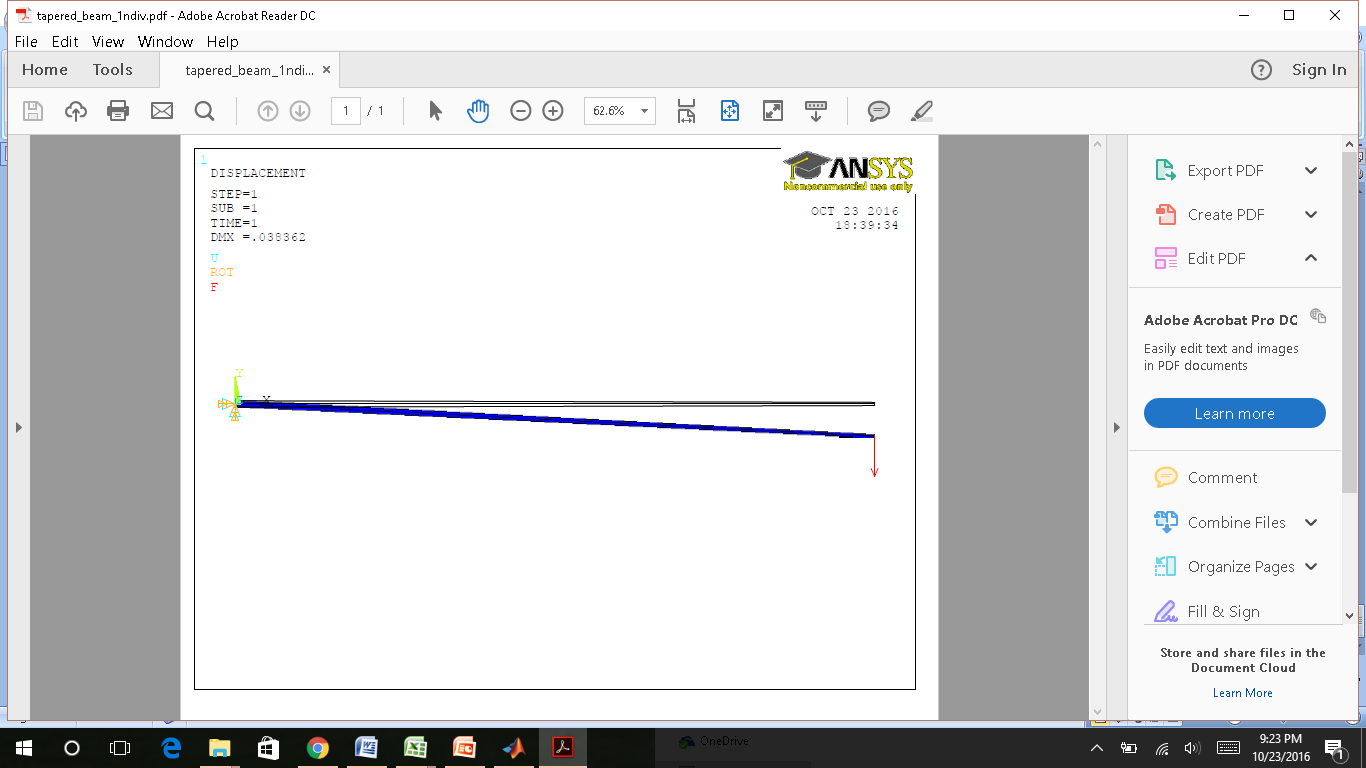 tapered_beam_1ndiv.pdf - Adobe Acrobat Reader DC
File Edit View Window Help
Home Tools tapered_beam_1ndi... × Sign In
1 / 1 62.6%
1
DISPLACEMENT
STEP=1
SUB =1
TIME=1
DMX =.038362
U
ROT
F
ANSYS
Noncommercial use only
OCT 23 2016
18:39:34
Y
X
Export PDF
Create PDF
Edit PDF
Adobe Acrobat Pro DC
Easily edit text and images
in PDF documents
Learn more
Comment
Combine Files
Organize Pages
Fill & Sign
Store and share files in the
Document Cloud
Learn More
OneDrive
9:23 PM
10/23/2016
1